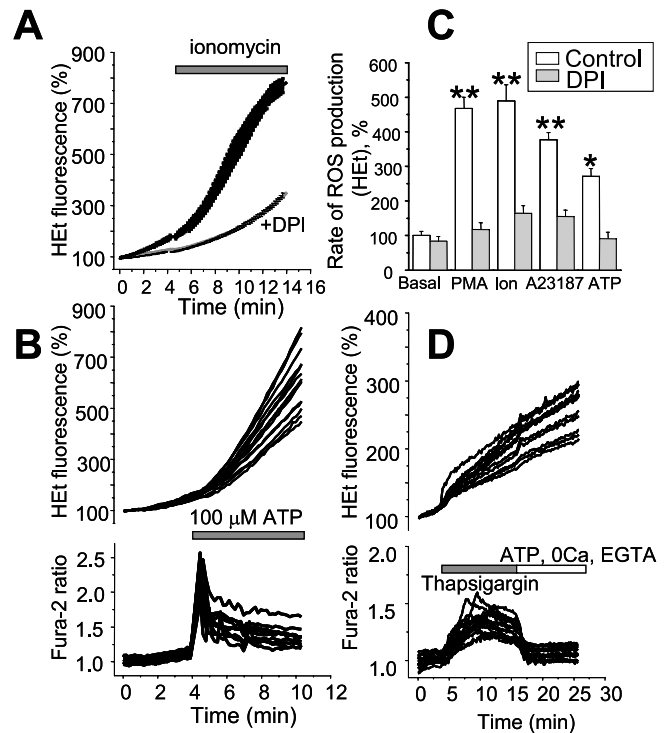 A
ionomycin
HEt fluorescence (%)
900
700
500
300
100
+DPI
0 2 4 6 8 10 12 14 16
Time (min)
C
Control
DPI
Rate of ROS production
(HEt), %
600
500
400
300
200
100
0
** ** ** *
Basal PMA Ion A23187 ATP
B
HEt fluorescence (%)
900
700
500
300
100
100 µM ATP
Fura-2 ratio
2.5
2.0
1.5
1.0
0 2 4 6 8 10 12
Time (min)
D
HEt fluorescence (%)
400
300
200
100
ATP, 0Ca, EGTA
Thapsigargin
Fura-2 ratio
2.0
1.5
1.0
0 5 10 15 20 25 30
Time (min)